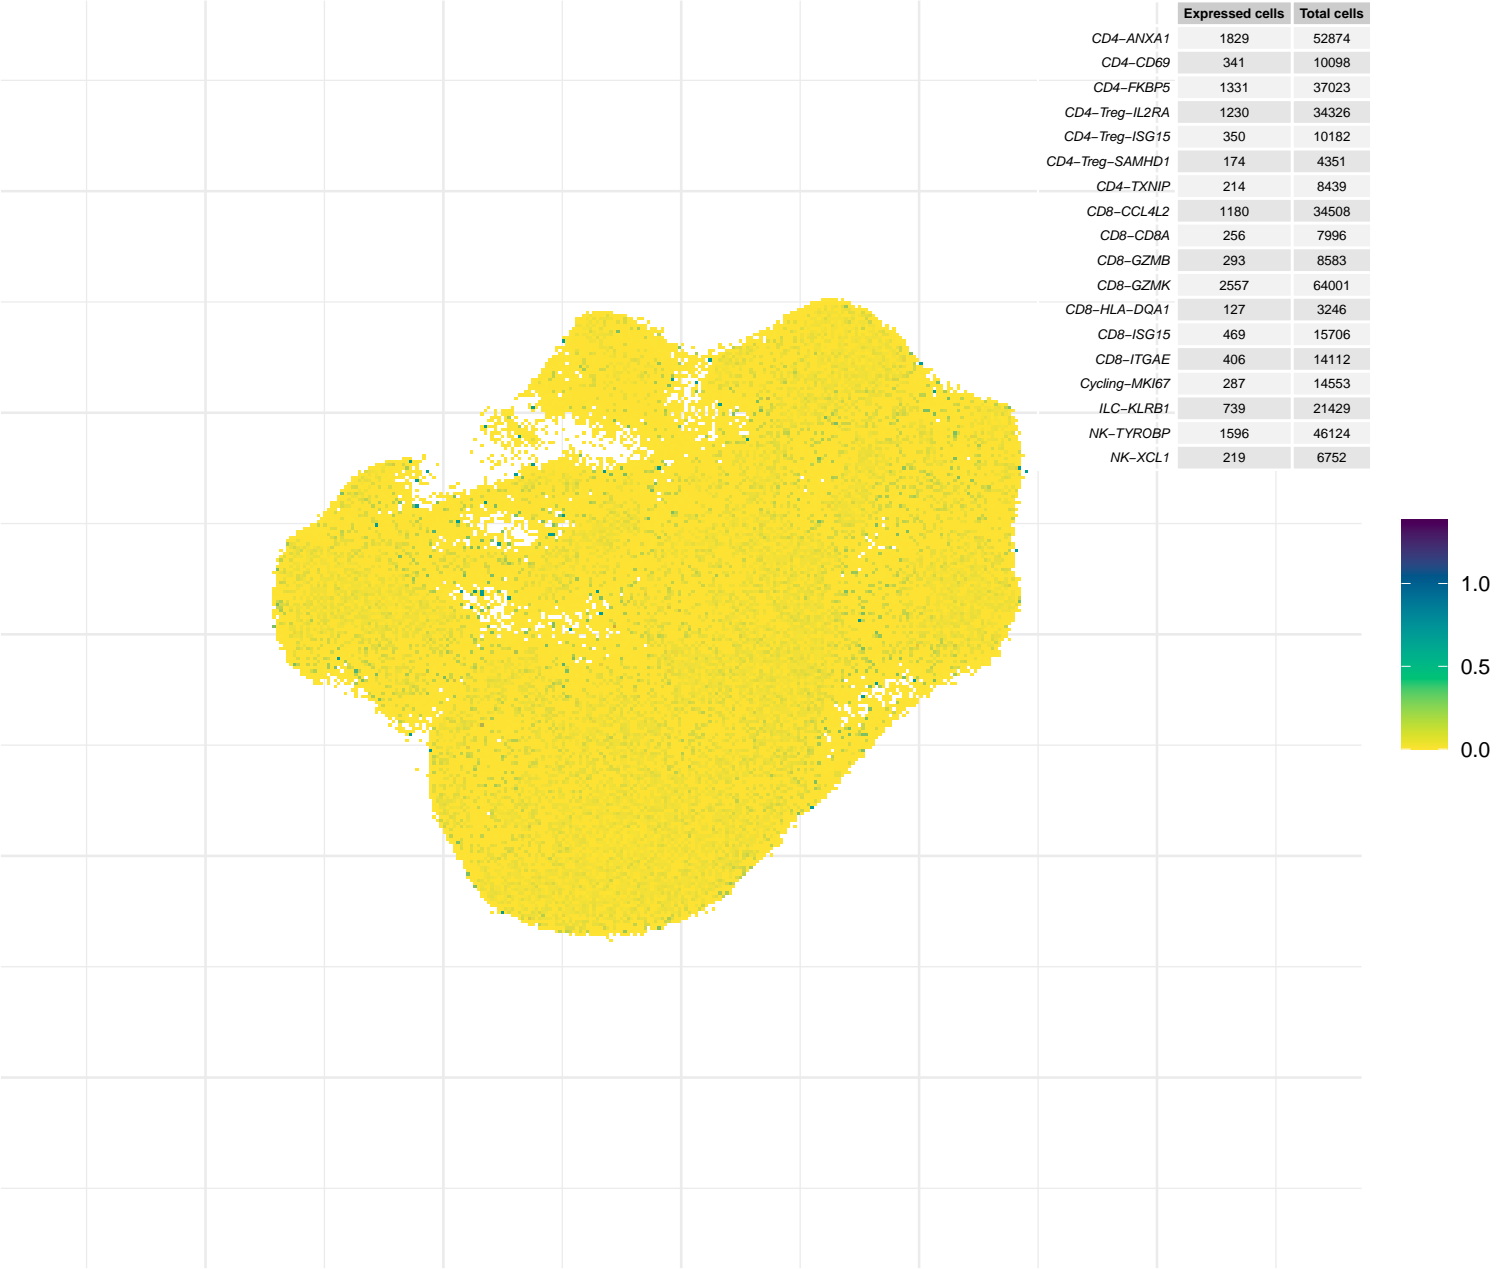 Expressed cells Total cells
CD4−ANXA1 1829 52874
CD4−CD69 341 10098
CD4−FKBP5 1331 37023
CD4−Treg−IL2RA 1230 34326
CD4−Treg−ISG15 350 10182
CD4−Treg−SAMHD1 174 4351
CD4−TXNIP 214 8439
CD8−CCL4L2 1180 34508
CD8−CD8A 256 7996
CD8−GZMB 293 8583
CD8−GZMK 2557 64001
CD8−HLA−DQA1 127 3246
CD8−ISG15 469 15706
CD8−ITGAE 406 14112
Cycling−MKI67 287 14553
ILC−KLRB1 739 21429
NK−TYROBP 1596 46124
NK−XCL1 219 6752
1.0
0.5
0.0